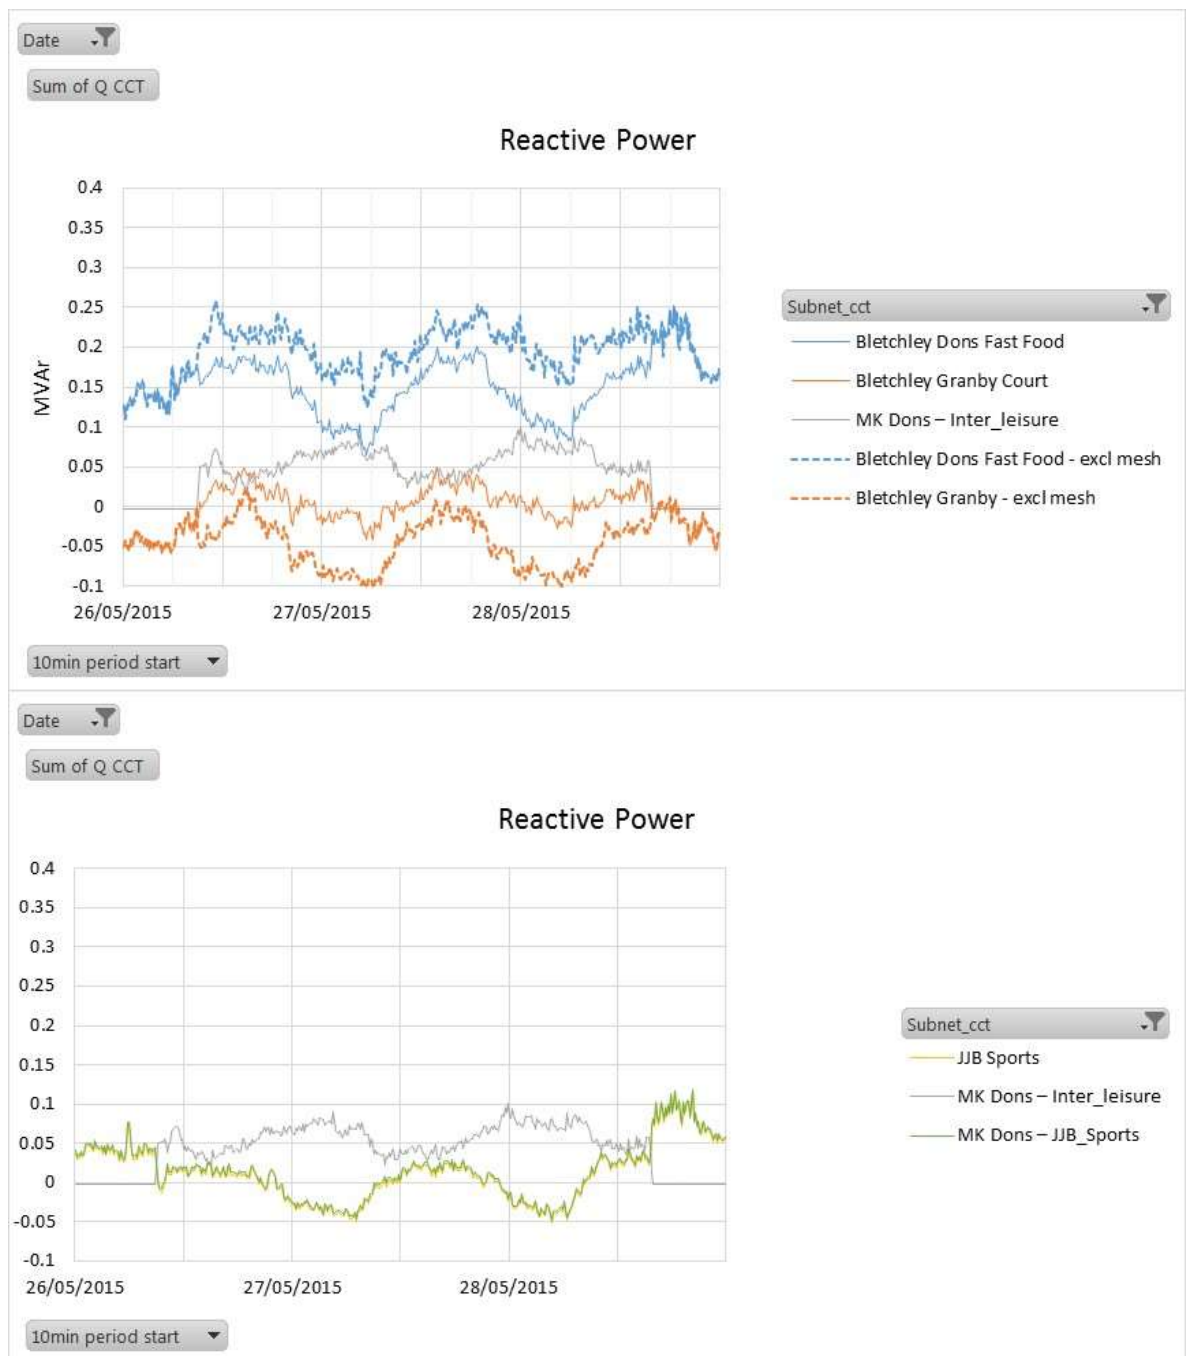 Date
Sum of Q CCT
Reactive Power
0.4
0.35
0.3
0.25
0.2
0.15
0.1
0.05
0
-0.05
-0.1
MVAr
26/05/2015 27/05/2015 28/05/2015
Subnet_cct
Bletchley Dons Fast Food
Bletchley Granby Court
MK Dons – Inter_leisure
Bletchley Dons Fast Food - excl mesh
Bletchley Granby - excl mesh
10min period start
Date
Sum of Q CCT
Reactive Power
0.4
0.35
0.3
0.25
0.2
0.15
0.1
0.05
0
-0.05
-0.1
26/05/2015 27/05/2015 28/05/2015
Subnet_cct
JJB Sports
MK Dons – Inter_leisure
MK Dons – JJB_Sports
10min period start